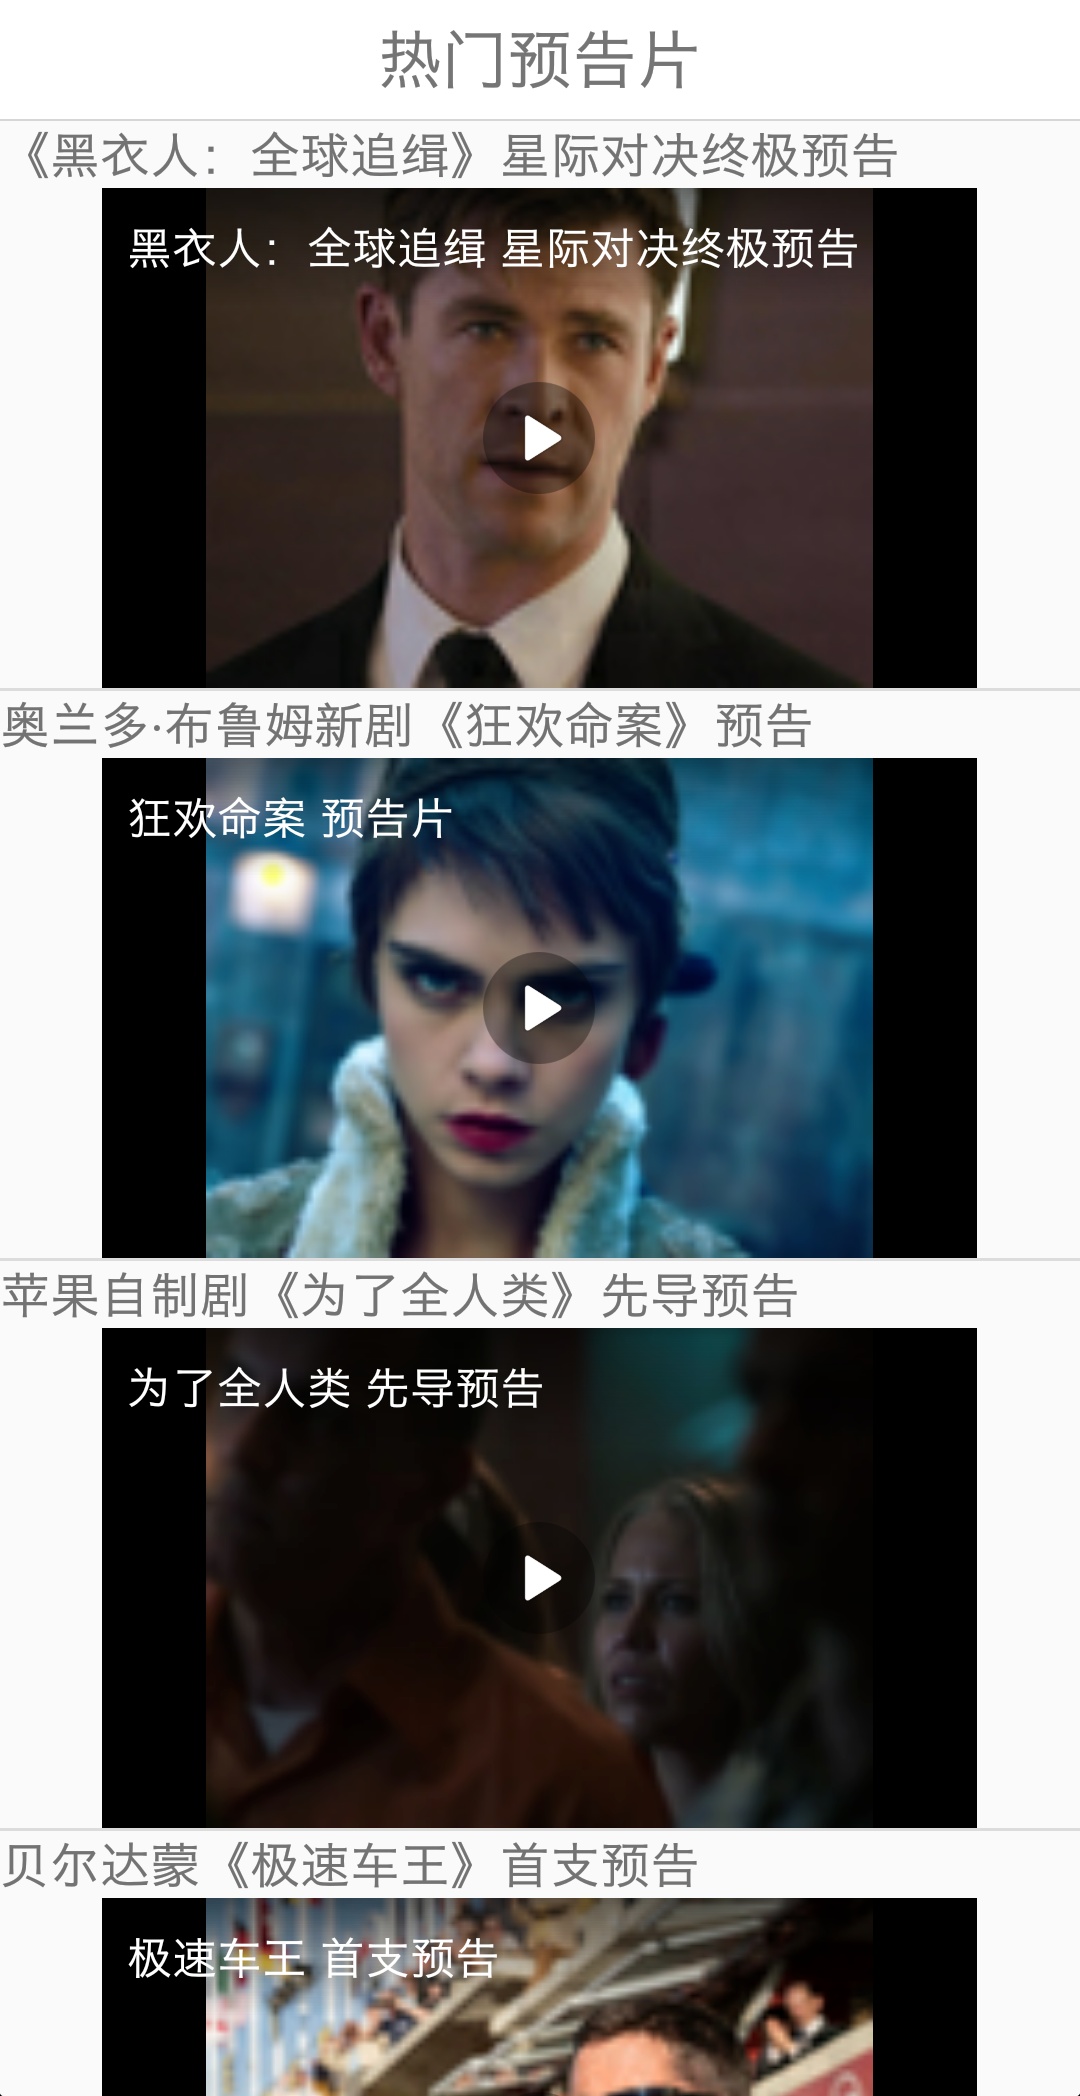 热门预告片
《黑衣人：全球追缉》星际对决终极预告
黑衣人：全球追缉 星际对决终极预告
奥兰多·布鲁姆新剧《狂欢命案》预告
狂欢命案 预告片
苹果自制剧《为了全人类》先导预告
为了全人类 先导预告
贝尔达蒙《极速车王》首支预告
极速车王 首支预告